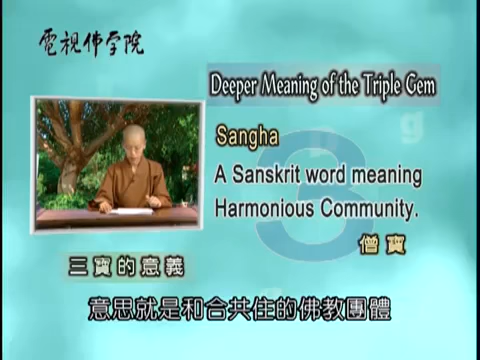 電視佛学院
Deeper Meaning of the Triple Gem
Sangha
A Sanskrit word meaning
Harmonious Community.
僧寶
三寶的意義
意思就是和合共住的佛教團體